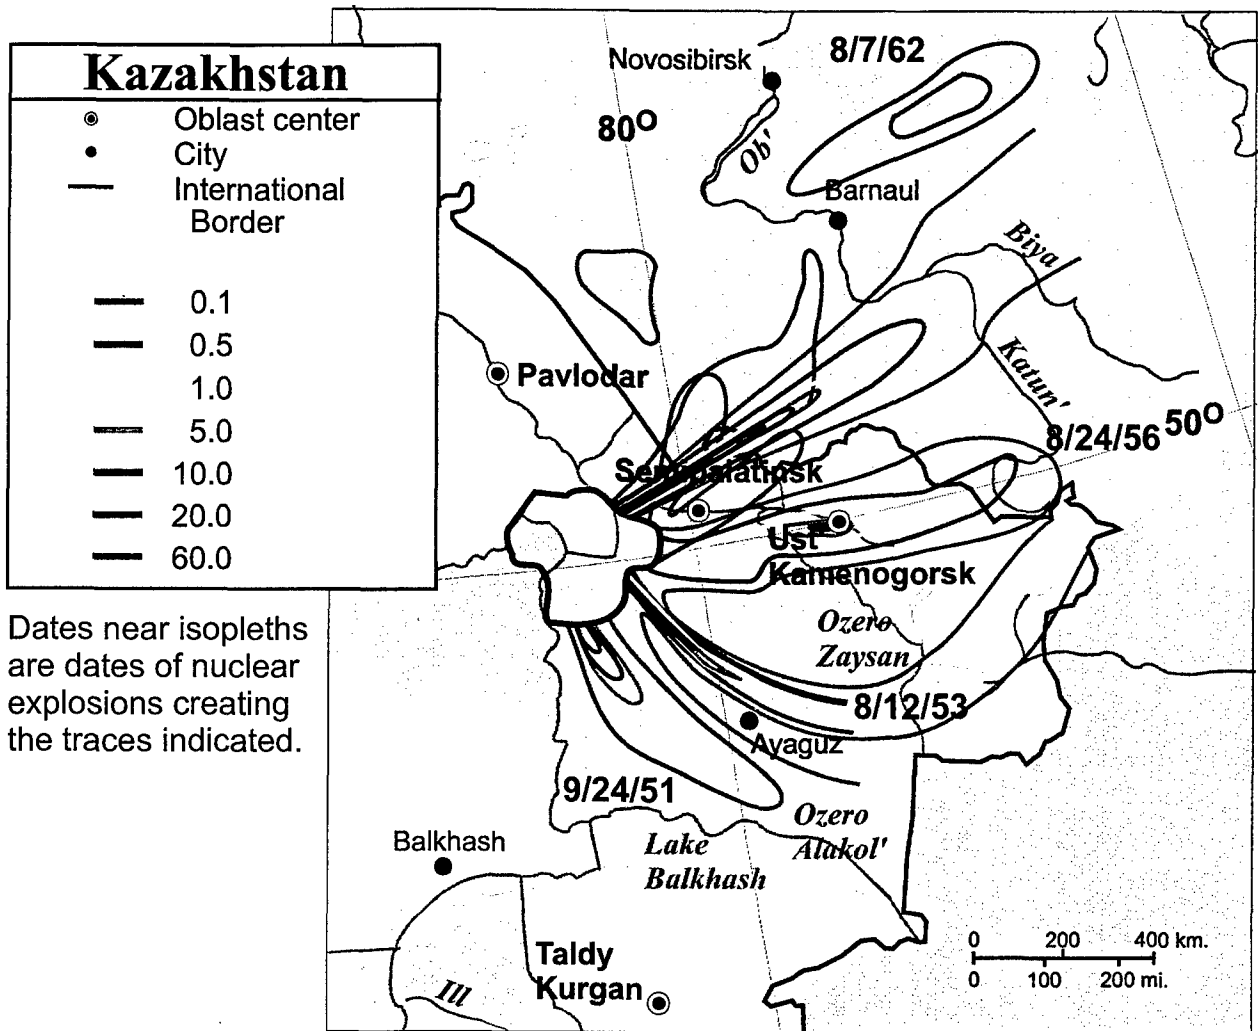 Kazakhstan
Oblast center
City
International
Border
0.1
0.5
1.0
5.0
10.0
20.0
60.0
Dates near isopleths
are dates of nuclear
explosions creating
the traces indicated.
Novosibirsk
8/7/62
80O
Ob'
Barnaul
Biya
Pavlodar
Katun'
8/24/56
50O
Semipalatinsk
Ust'
Kamenogorsk
Ozero
Zaysan
8/12/53
Ayaguz
9/24/51
Ozero
Alakol'
Balkhash
Lake
Balkhash
Taldy
Kurgan
Ill
0 200 400 km.
0 100 200 mi.